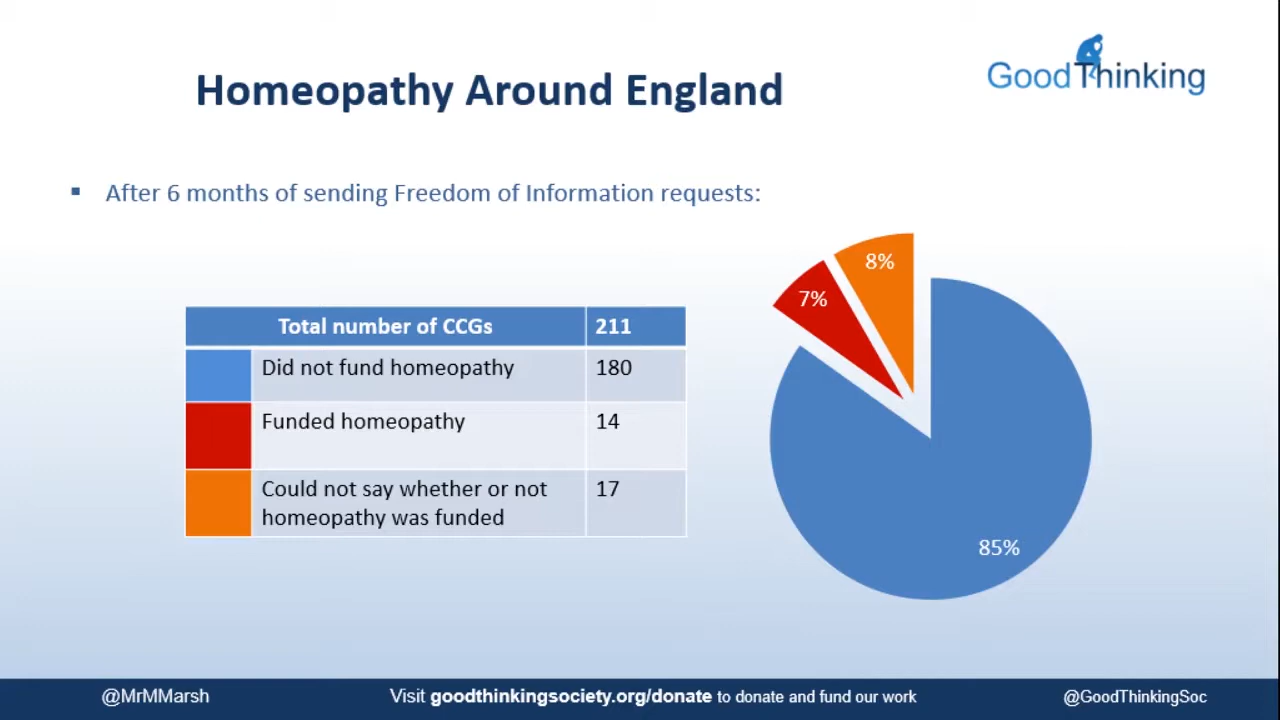 Homeopathy Around England
Good Thinking
▪ After 6 months of sending Freedom of Information requests:
Total number of CCGs 211
Did not fund homeopathy 180
Funded homeopathy 14
Could not say whether or not
homeopathy was funded 17
8%
7%
85%
@MrMMarsh
Visit goodthinkingsociety.org/donate to donate and fund our work
@GoodThinkingSoc